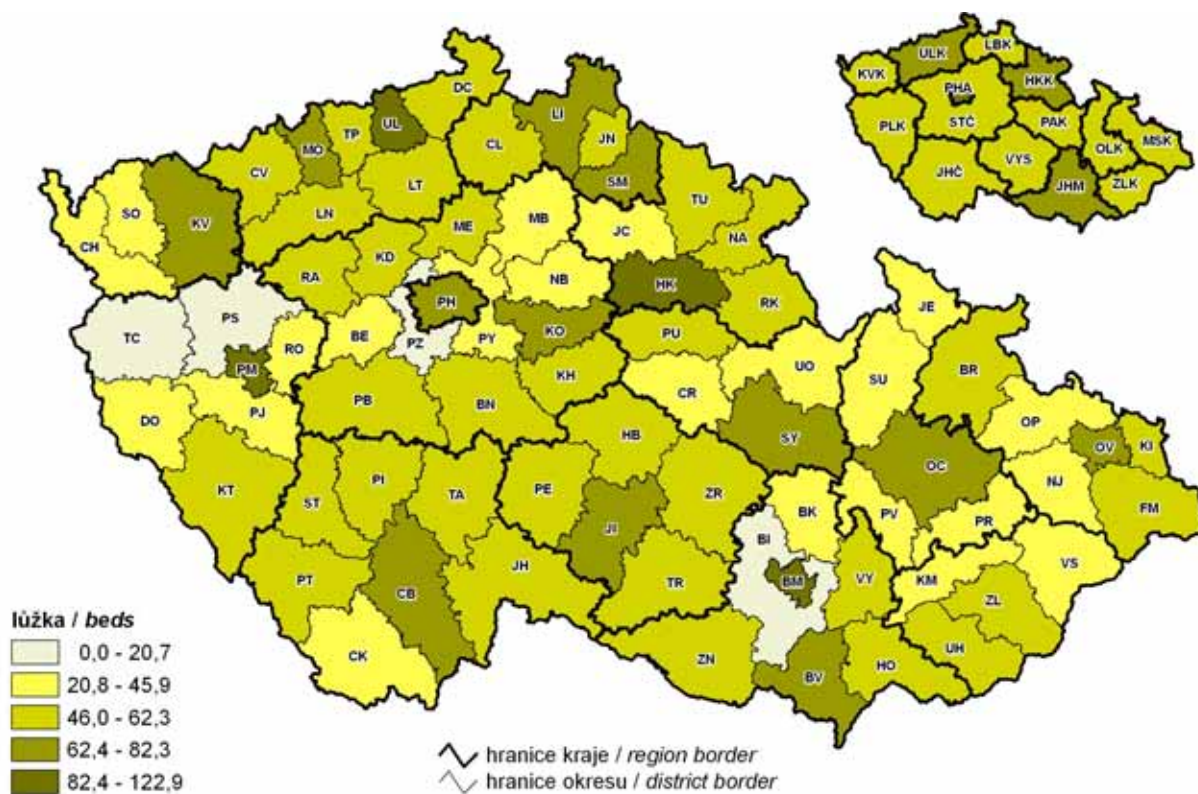 DC
UL
LI
TP
MO
JN
CL
CV
LT
SM
TU
SO
KV
LN
ME
MB
JC
NA
CH
KD
RA
NB
HK
PH
RK
PS
TC
RO
BE
PZ
PY
KO
PU
JE
PM
UO
SU
BR
KH
CR
PB
BN
DO
PJ
OP
HB
SY
OV
KI
OC
KT
ST
PI
TA
PE
ZR
NJ
JI
BK
PV
PR
FM
BI
VS
PT
CB
JH
TR
BM
VY
KM
ZL
CK
ZN
BV
HO
UH
ULK
LBK
KVK
PHA
HKK
STČ
PLK
PAK
MSK
VYS
OLK
JHČ
JHM
ZLK
lůžka / beds
0,0 - 20,7
20,8 - 45,9
46,0 - 62,3
62,4 - 82,3
82,4 - 122,9
hranice kraje / region border
hranice okresu / district border